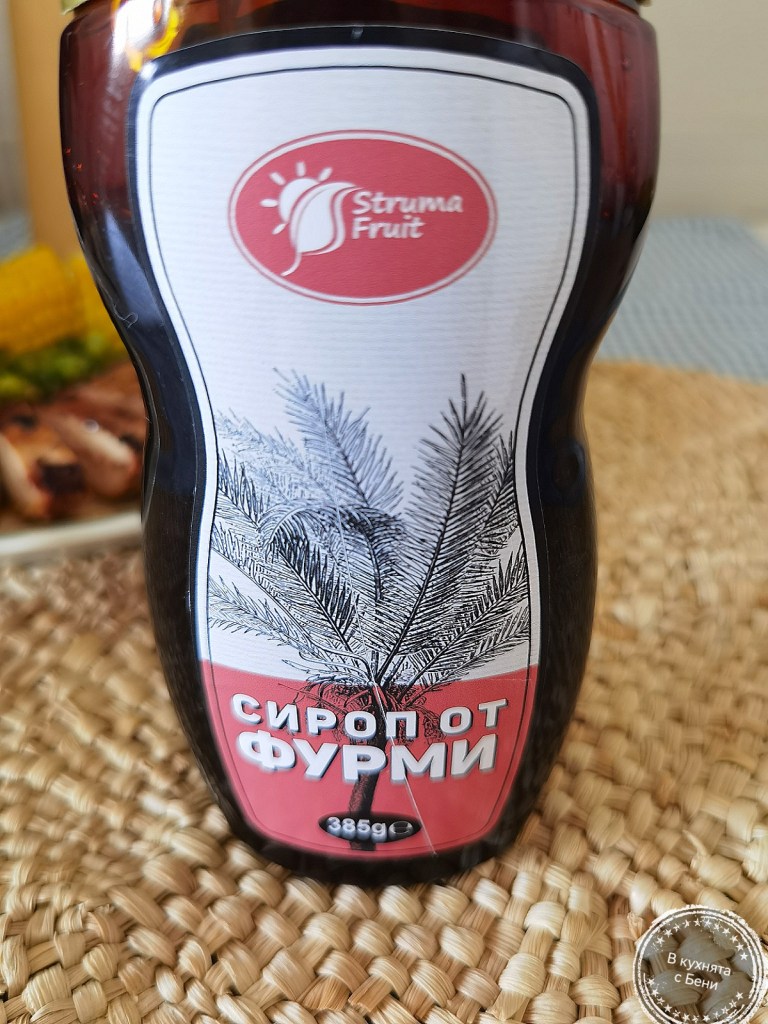 Struma
Fruit
СИРОП ОТ
ФУРМИ
385g℮
В кухнята
с Бени